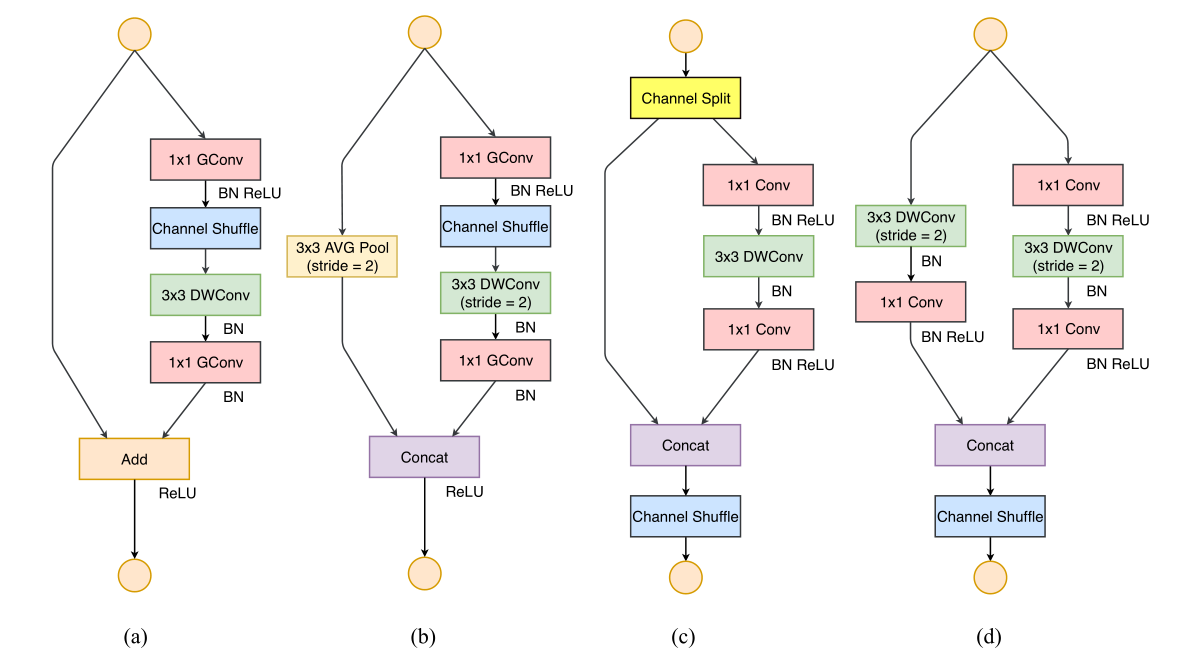 1x1 GConv
BN ReLU
Channel Shuffle
3x3 DWConv
BN
1x1 GConv
BN
Add
ReLU
(a)
1x1 GConv
BN ReLU
Channel Shuffle
3x3 AVG Pool
(stride = 2)
3x3 DWConv
(stride = 2)
BN
1x1 GConv
BN
Concat
ReLU
(b)
Channel Split
1x1 Conv
BN ReLU
3x3 DWConv
BN
1x1 Conv
BN ReLU
Concat
Channel Shuffle
(c)
3x3 DWConv
(stride = 2)
BN
1x1 Conv
BN ReLU
1x1 Conv
BN ReLU
3x3 DWConv
(stride = 2)
BN
1x1 Conv
BN ReLU
Concat
Channel Shuffle
(d)